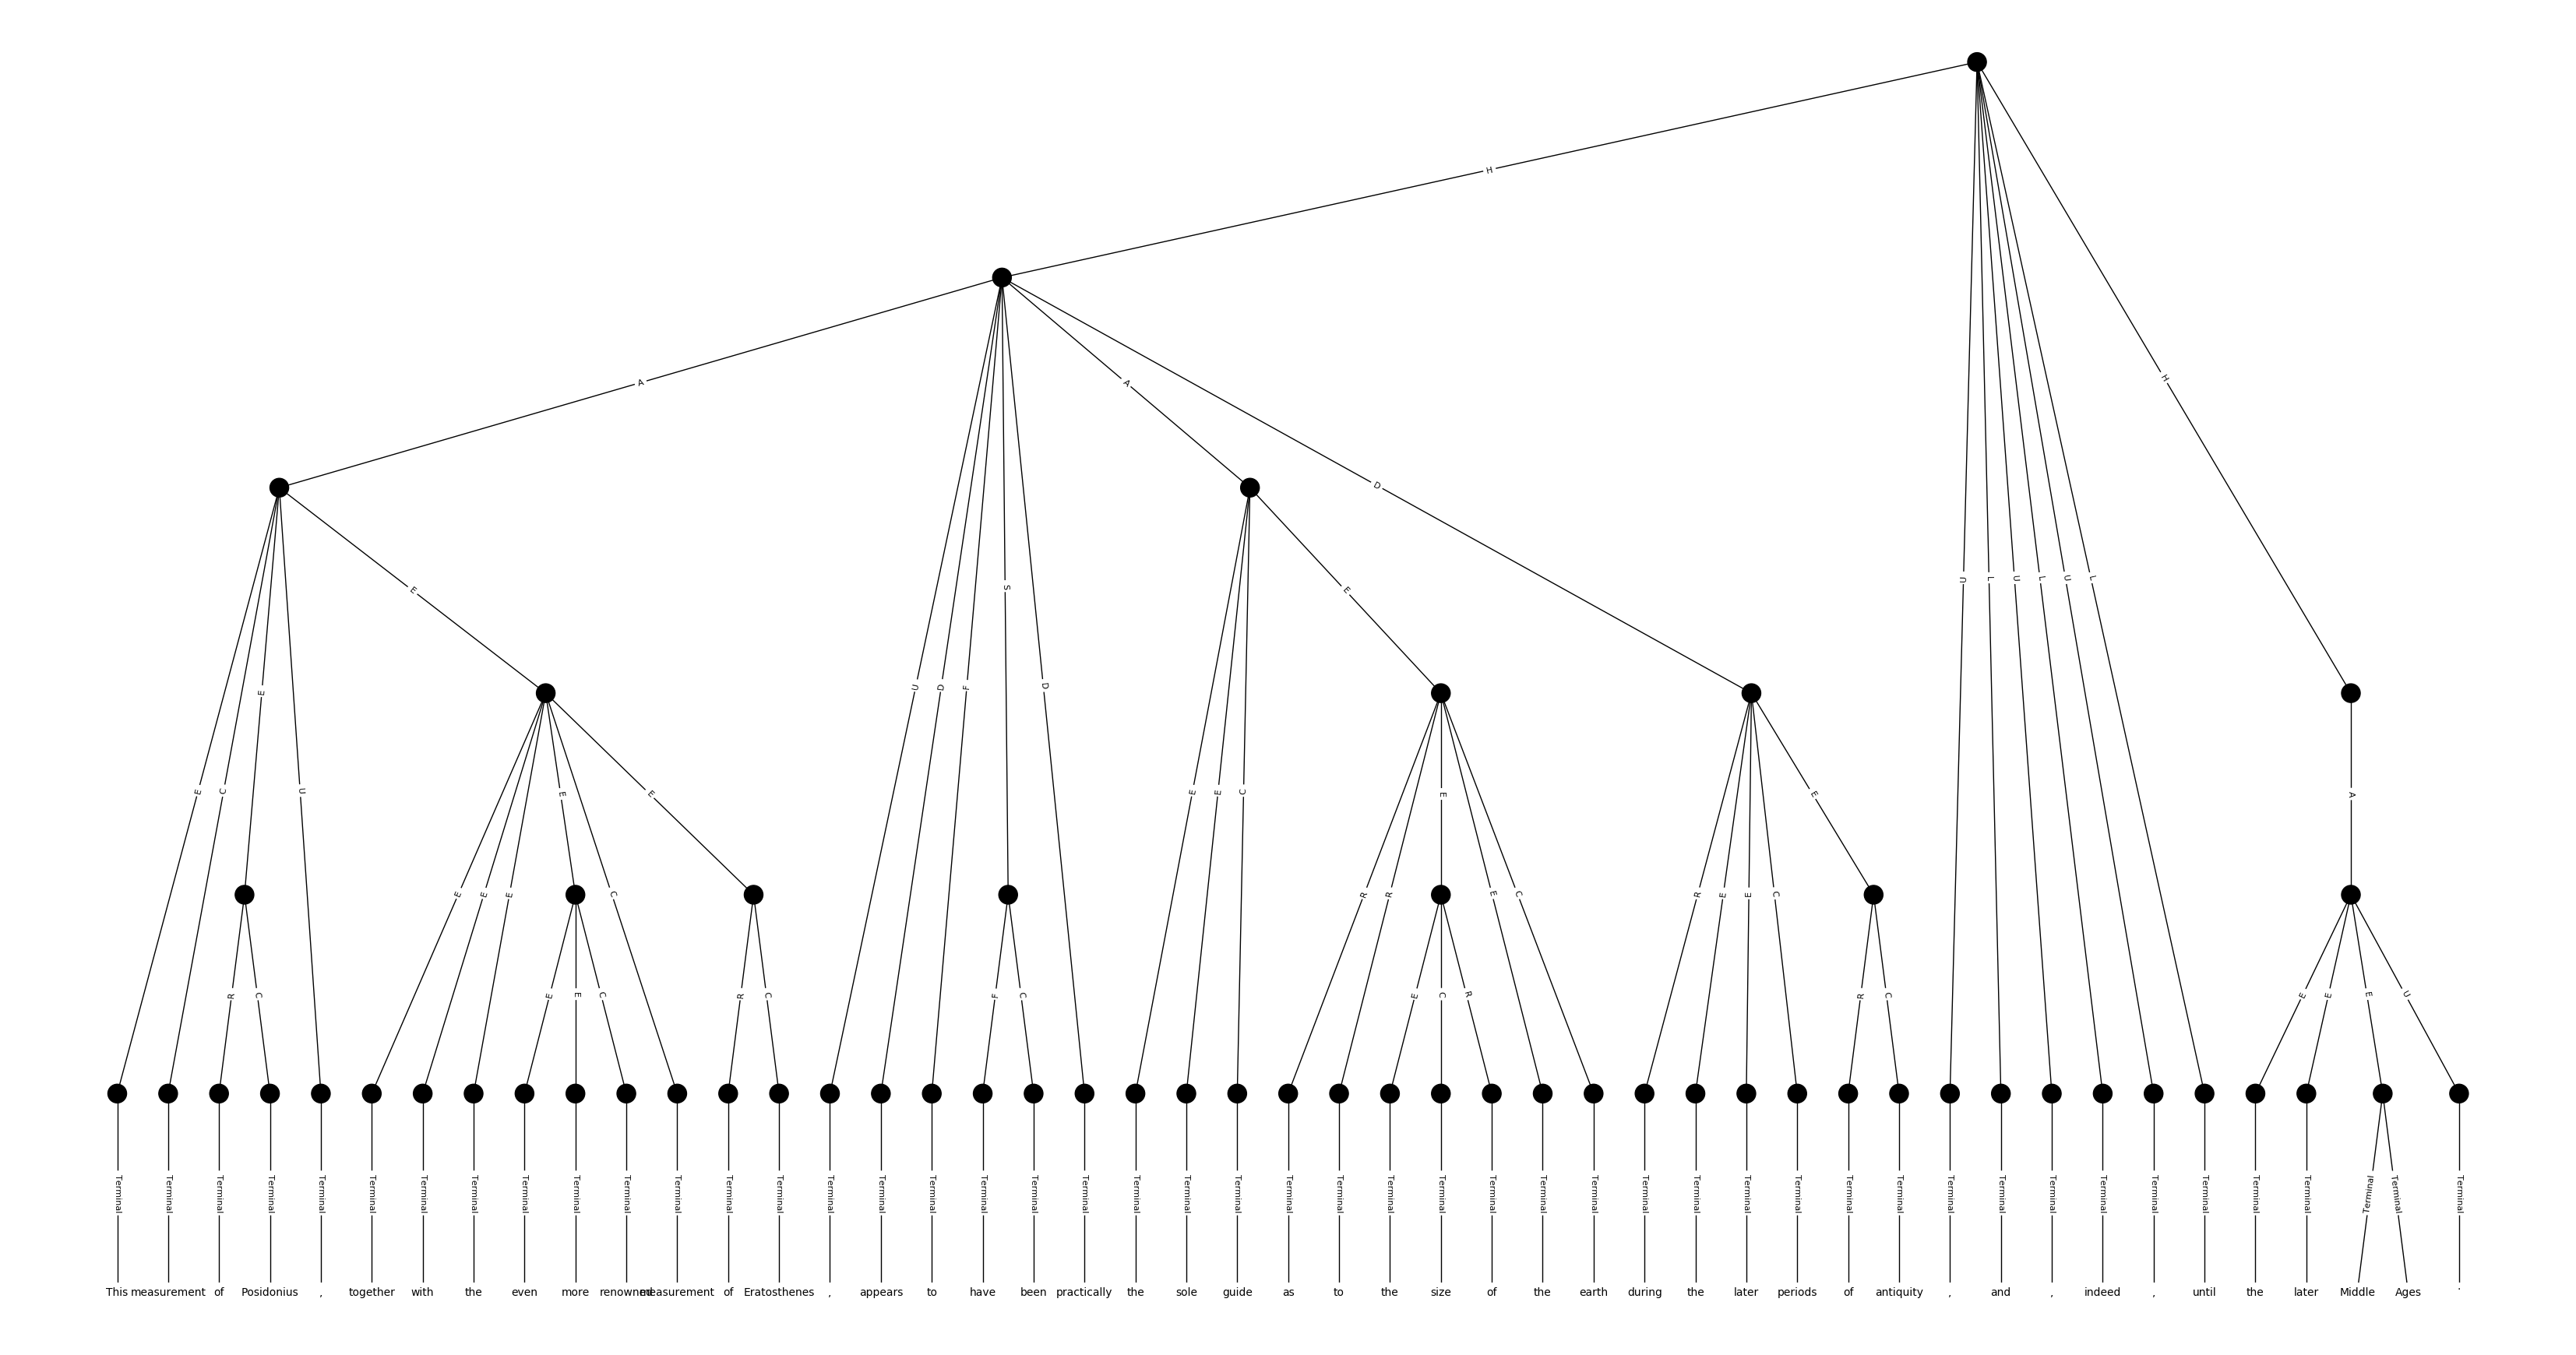 H
H
A
A
D
E
S
E
U
L
U
L
U
L
E
U
D
F
D
E
C
E
U
E
E
E
E
C
E
E
A
E
E
E
C
R
R
E
C
R
E
E
C
R
C
E
E
C
R
C
F
C
E
C
R
R
C
E
E
E
U
Terminal Terminal Terminal Terminal Terminal Terminal Terminal Terminal Terminal Terminal Terminal Terminal Terminal Terminal Terminal Terminal Terminal Terminal Terminal Terminal Terminal Terminal Terminal Terminal Terminal Terminal Terminal Terminal Terminal Terminal Terminal Terminal Terminal Terminal Terminal Terminal Terminal Terminal Terminal Terminal Terminal Terminal Terminal Terminal Terminal Terminal
This measurement of Posidonius , together with the even more renowned measurement of Eratosthenes , appears to have been practically the sole guide as to the size of the earth during the later periods of antiquity , and , indeed , until the later Middle Ages .